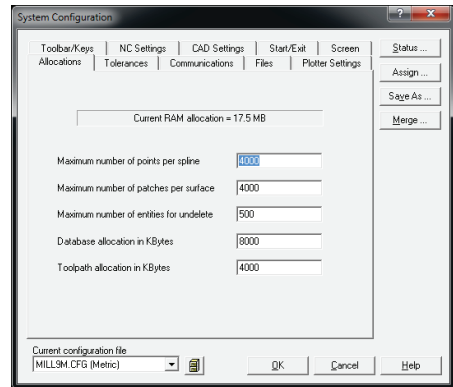 System Configuration
Toolbar/Keys NC Settings CAD Settings Start/Exit Screen
Allocations Tolerances Communications Files Plotter Settings
Status ...
Assign ...
Save As ...
Merge ...
Current RAM allocation = 17.5 MB
Maximum number of points per spline 4000
Maximum number of patches per surface 4000
Maximum number of entities for undelete 500
Database allocation in KBytes 8000
Toolpath allocation in KBytes 4000
Current configuration file
MILL9M.CFG (Metric)
OK Cancel Help